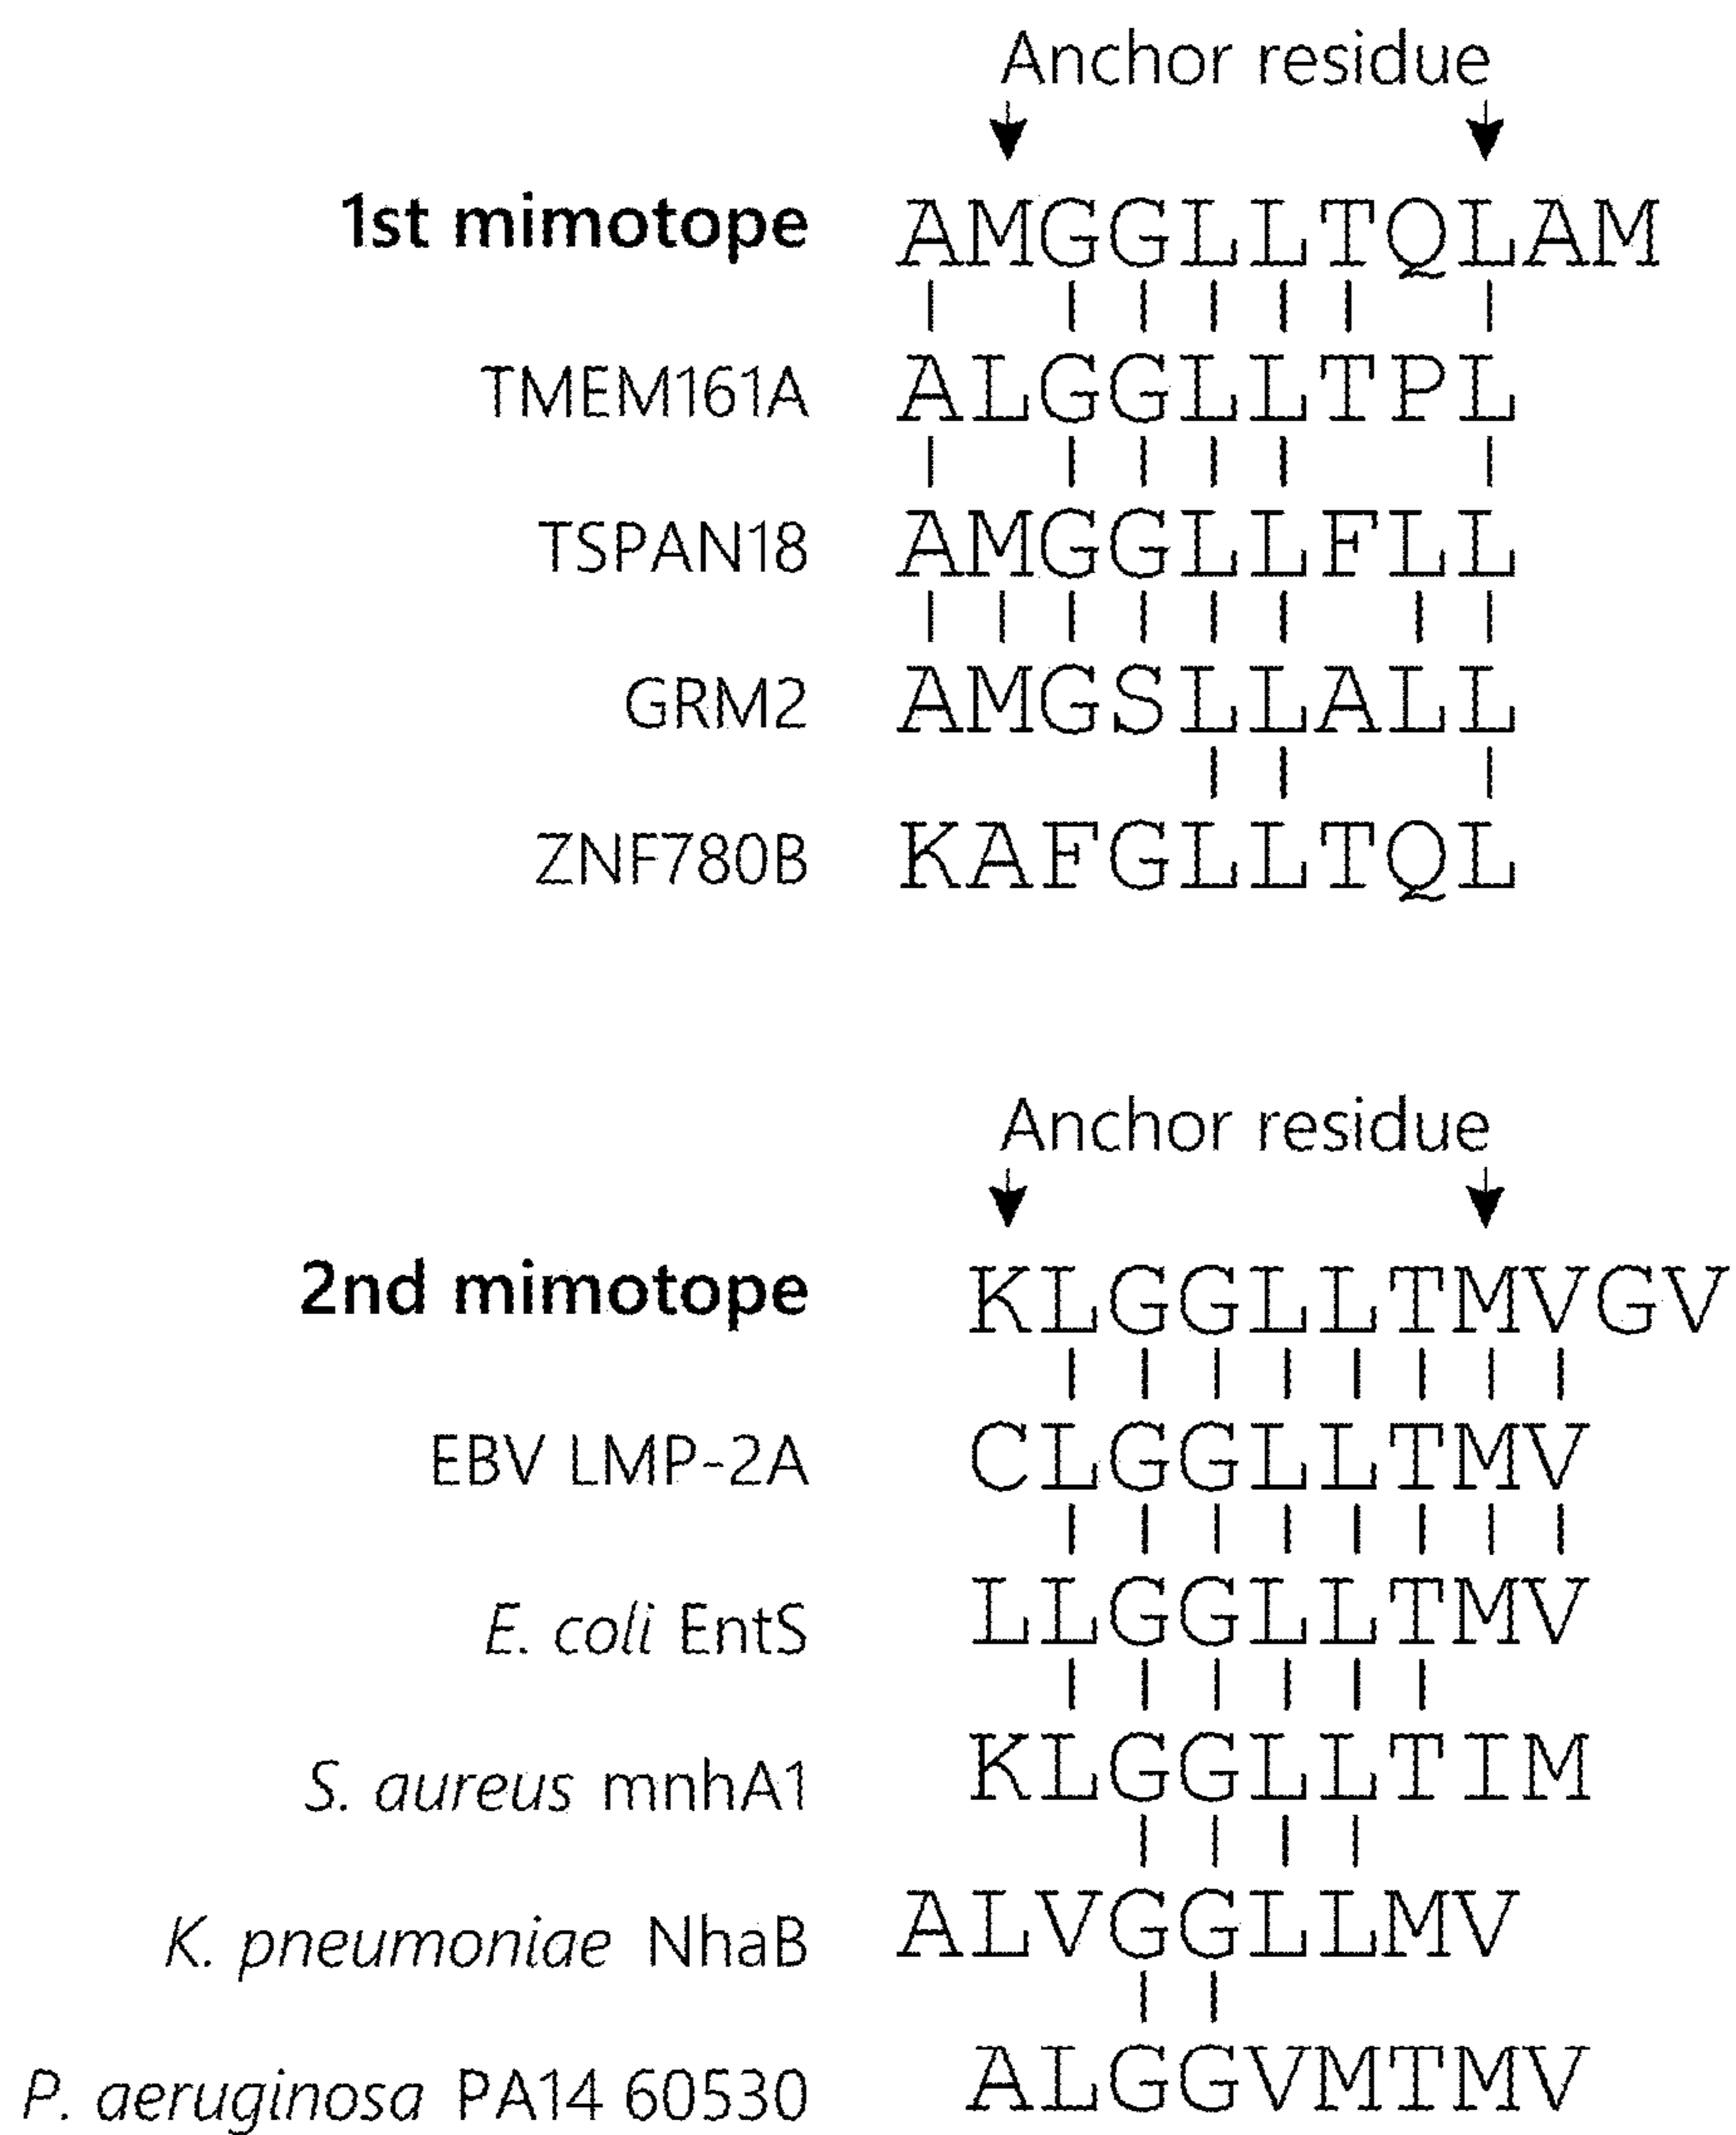 Anchor residue
1st mimotope AMGGLLTQLAM
TMEM161A ALGGLLTPL
TSPAN18 AMGGLLFLL
GRM2 AMGSLLALL
ZNF780B KAFGLLTQL
Anchor residue
2nd mimotope KLGGLLTMVGV
EBV LMP-2A CLGGLLTMV
E. coli EntS LLGGLLTMV
S. aureus mnhA1 KLGGLLTIM
K. pneumoniae NhaB ALVGGLLMV
P. aeruginosa PA14 60530 ALGGVMTMV